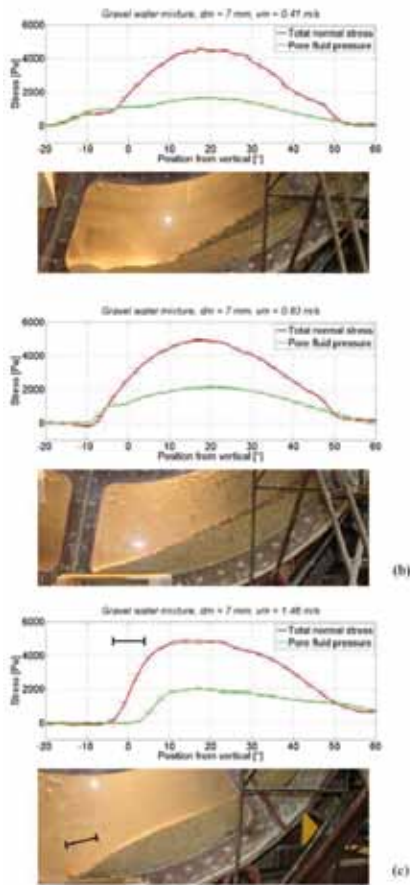 Gravel water mixture, dm = 7 mm, vm = 0.41 m/s
Total normal stress
Pore fluid pressure
Stress [Pa]
6000
4000
2000
0
-20 -10 0 10 20 30 40 50 60
Position from vertical [°]
Gravel water mixture, dm = 7 mm, vm = 0.83 m/s
Total normal stress
Pore fluid pressure
Stress [Pa]
6000
4000
2000
0
-20 -10 0 10 20 30 40 50 60
Position from vertical [°]
(b)
Gravel water mixture, dm = 7 mm, vm = 1.46 m/s
Total normal stress
Pore fluid pressure
Stress [Pa]
6000
4000
2000
0
-20 -10 0 10 20 30 40 50 60
Position from vertical [°]
(c)